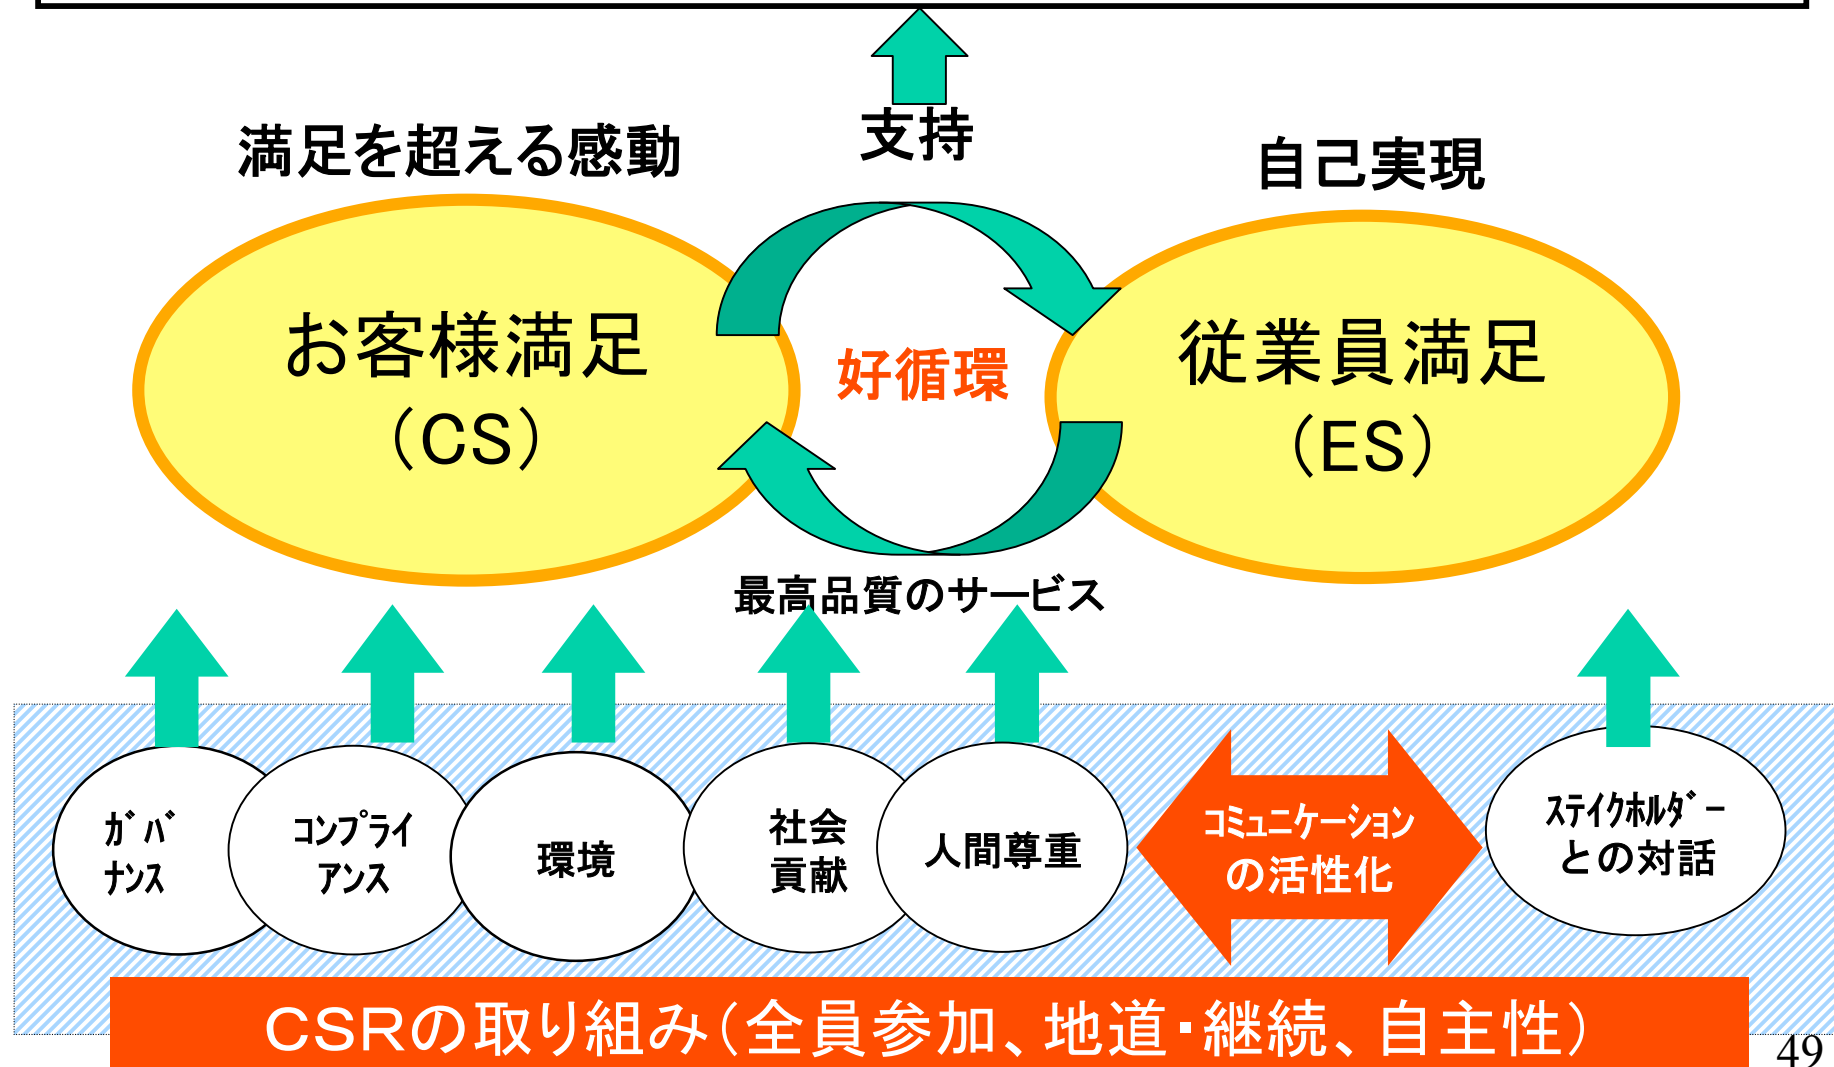 支持
満足を超える感動
自己実現
お客様満足
（CS）
好循環
従業員満足
（ES）
最高品質のサービス
ｶﾞﾊﾞ
ﾅﾝｽ
ｺﾝﾌﾟﾗｲ
ｱﾝｽ
環境
社会
貢献
人間尊重
ｺﾐｭﾆｹｰｼｮﾝ
の活性化
ｽﾃｲｸﾎﾙﾀﾞｰ
との対話
CSRの取り組み（全員参加、地道・継続、自主性）
49